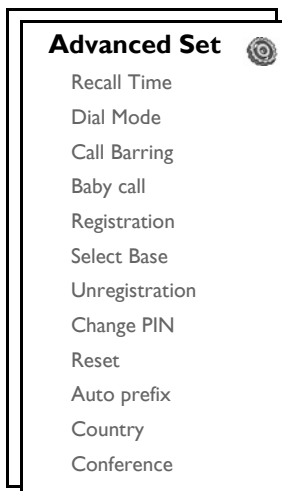 Advanced Set
Recall Time
Dial Mode
Call Barring
Baby call
Registration
Select Base
Unregistration
Change PIN
Reset
Auto prefix
Country
Conference